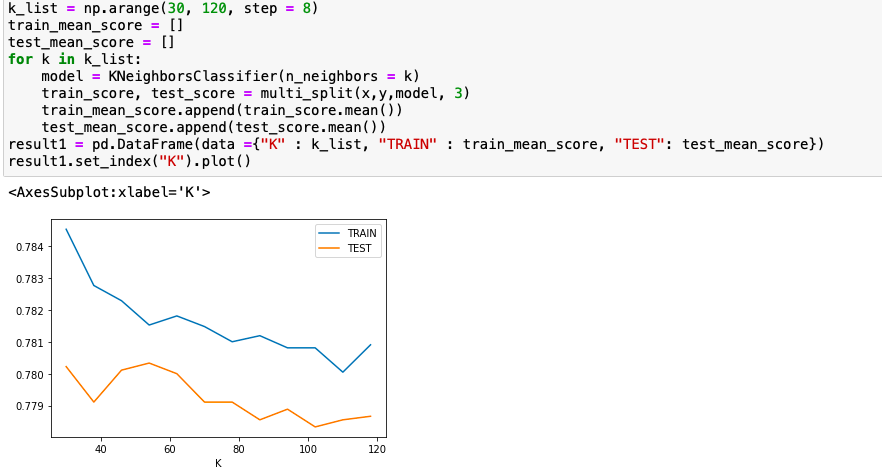 k_list = np.arange(30, 120, step = 8)
train_mean_score = []
test_mean_score = []
for k in k_list:
    model = KNeighborsClassifier(n_neighbors = k)
    train_score, test_score = multi_split(x,y,model, 3)
    train_mean_score.append(train_score.mean())
    test_mean_score.append(test_score.mean())
result1 = pd.DataFrame(data ={"K" : k_list, "TRAIN" : train_mean_score, "TEST": test_mean_score})
result1.set_index("K").plot()
<AxesSubplot:xlabel='K'>
TRAIN
TEST
0.784
0.783
0.782
0.781
0.780
0.779
40 60 80 100 120
K